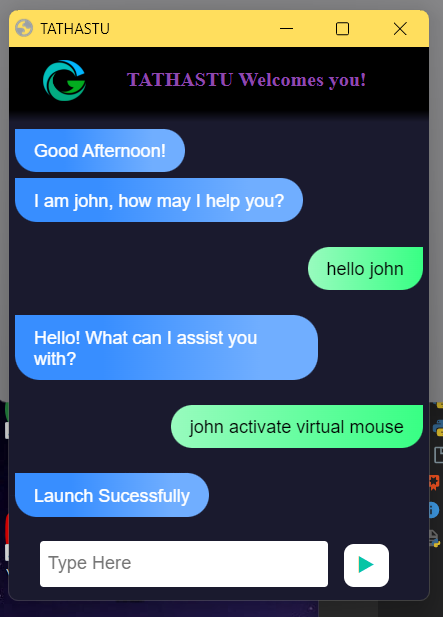 TATHASTU
TATHASTU Welcomes you!
Good Afternoon!
I am john, how may I help you?
hello john
Hello! What can I assist you
with?
john activate virtual mouse
Launch Sucessfully
Type Here